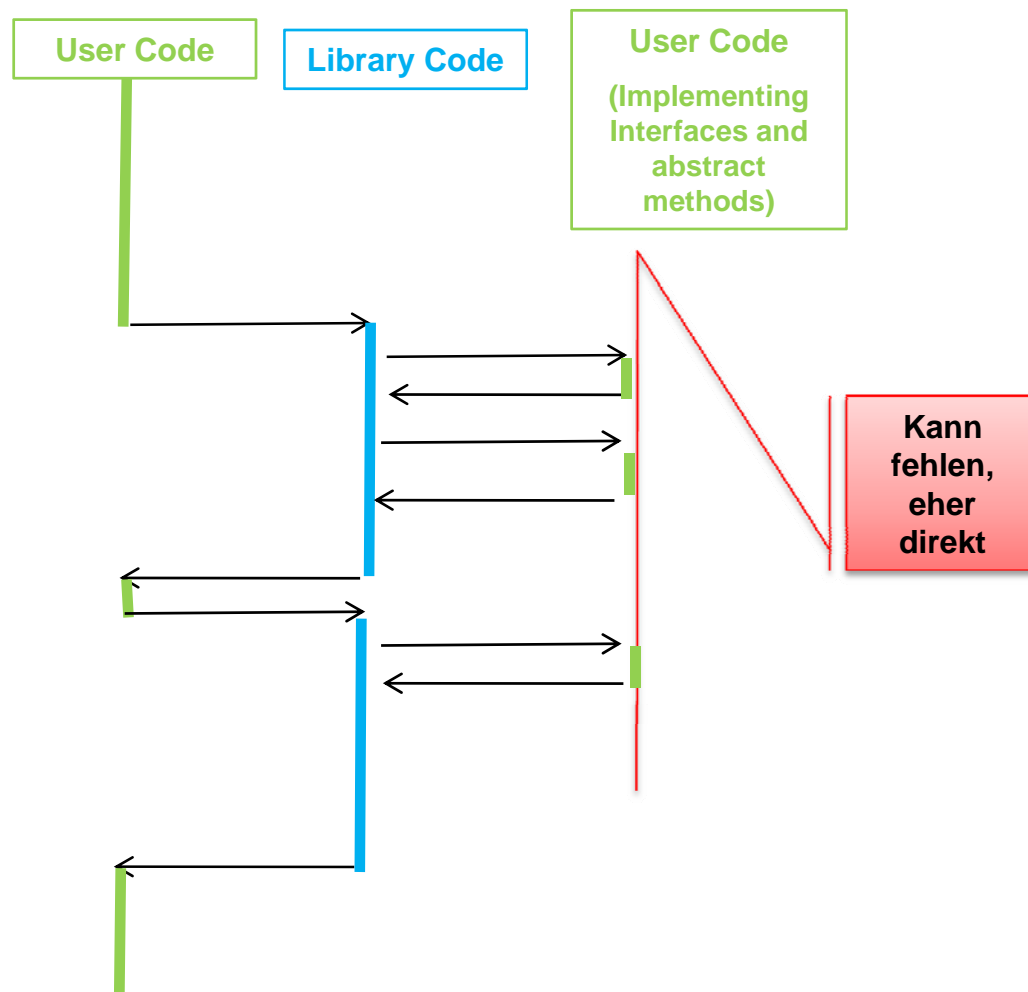 User Code
Library Code
User Code
(Implementing
Interfaces and
abstract
methods)
Kann
fehlen,
eher
direkt